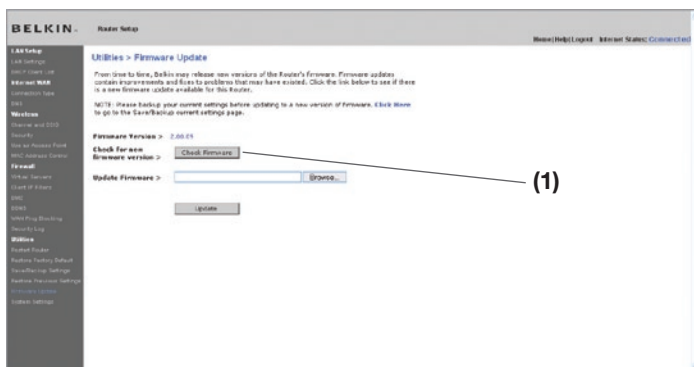 BELKIN.
Router Setup
Home|Help|Logout Internet Status: Connected
LAN Setup
LAN Settings
DHCP Client List
Internet WAN
Connection Type
DNS
Wireless
Channel and SSID
Security
Use as Access Point
MAC Address Control
Firewall
Virtual Servers
Client IP Filters
DMZ
DDNS
WAN Ping Blocking
Security Log
Utilities
Restart Router
Restore Factory Default
Save/Backup Settings
Restore Previous Settings
Firmware Update
System Settings
Utilities > Firmware Update
From time to time, Belkin may release new versions of the Router's firmware. Firmware updates
contain improvements and fixes to problems that may have existed. Click the link below to see if there
is a new firmware update available for this Router.
NOTE: Please backup your current settings before updating to a new version of firmware. Click Here
to go to the Save/Backup current settings page.
Firmware Version >
Check For new
firmware version >
Check Firmware
Update Firmware >
Browse...
Update
(1)